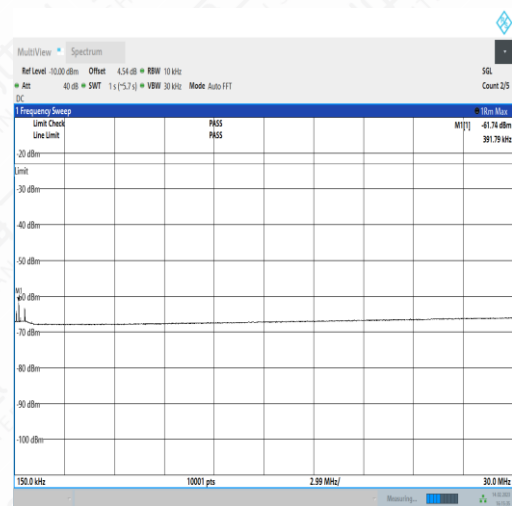 MultiView Spectrum
Ref Level -10.00 dBm Offset 4.54 dB RBW 10 kHz SGL
Att 40 dB SWT 1 s (~5.7 s) VBW 30 kHz Mode Auto FFT Count 2/5
DC
1 Frequency Sweep 1Rm Max
Limit Check PASS M1[1] -61.74 dBm
Line Limit PASS 391.79 kHz
-20 dBm
Limit
-30 dBm
-40 dBm
-50 dBm
M1
-60 dBm
-70 dBm
-80 dBm
-90 dBm
-100 dBm
150.0 kHz 10001 pts 2.99 MHz/ 30.0 MHz
Measuring...